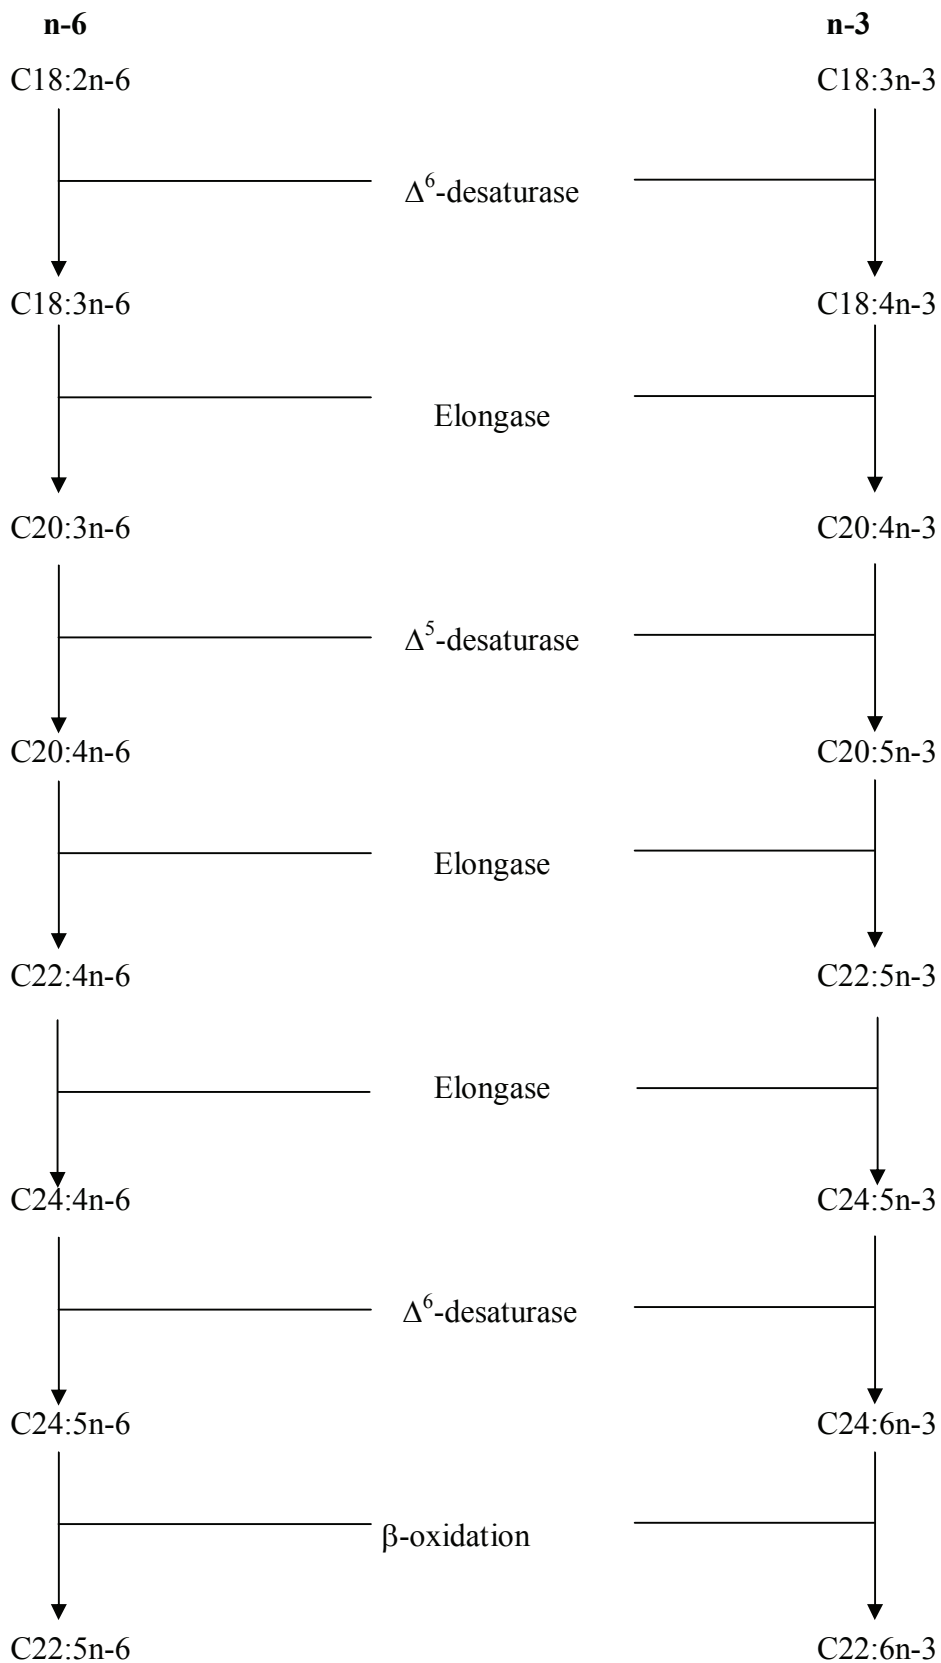 n-6 n-3
C18:2n-6 C18:3n-3
Δ⁶-desaturase
C18:3n-6 C18:4n-3
Elongase
C20:3n-6 C20:4n-3
Δ⁵-desaturase
C20:4n-6 C20:5n-3
Elongase
C22:4n-6 C22:5n-3
Elongase
C24:4n-6 C24:5n-3
Δ⁶-desaturase
C24:5n-6 C24:6n-3
β-oxidation
C22:5n-6 C22:6n-3